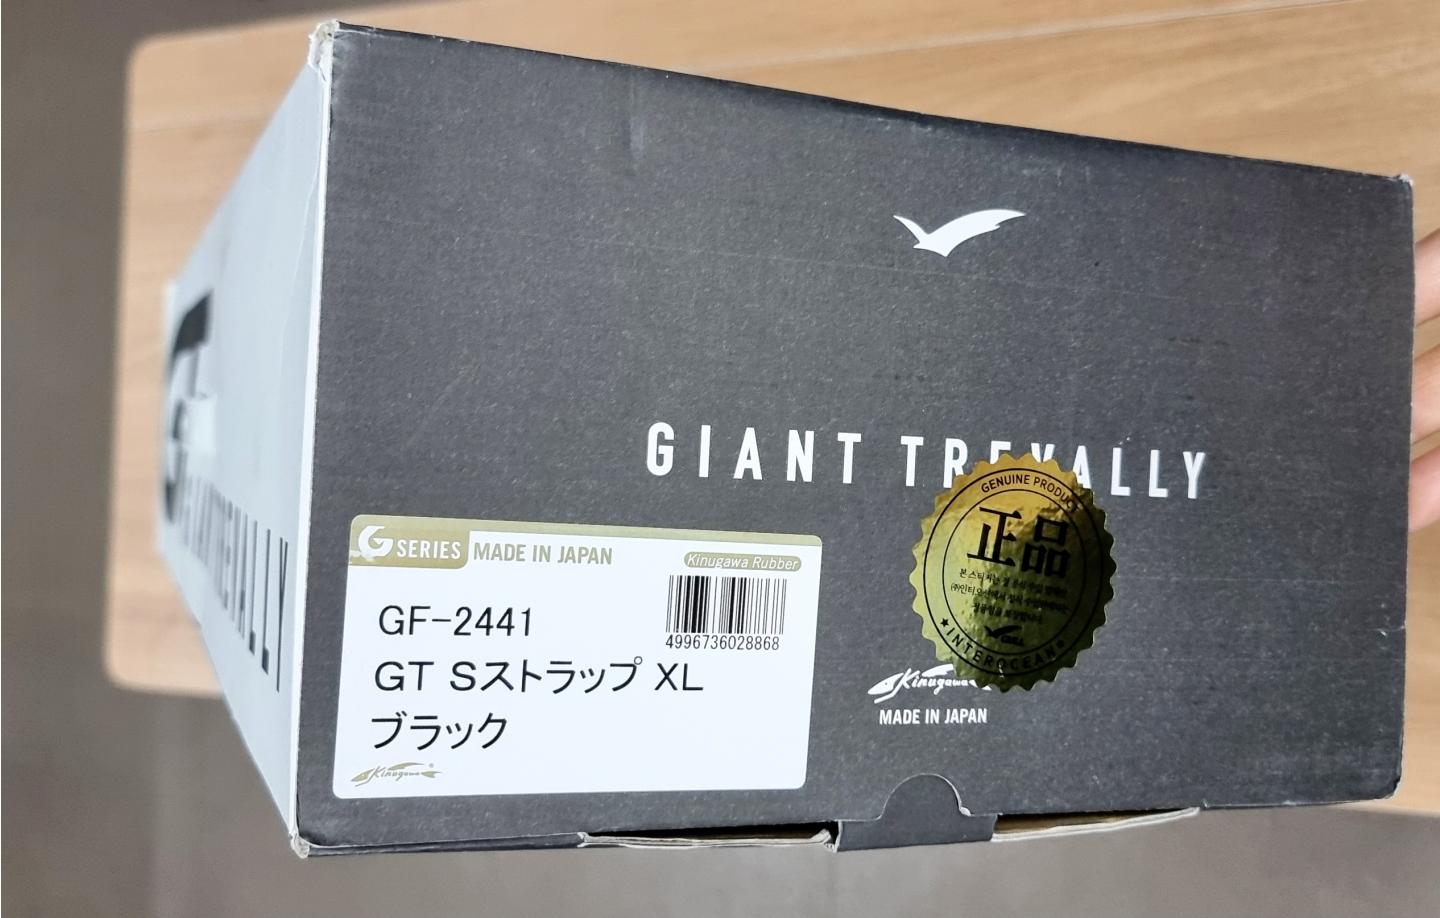 GIANT TREVALLY
G SERIES MADE IN JAPAN
Kinugawa Rubber
GF-2441
4996736028868
GT Sストラップ XL
ブラック
Kinugawa
GENUINE PRODUCT
正品
INTEROCEAN
Kinugawa
MADE IN JAPAN